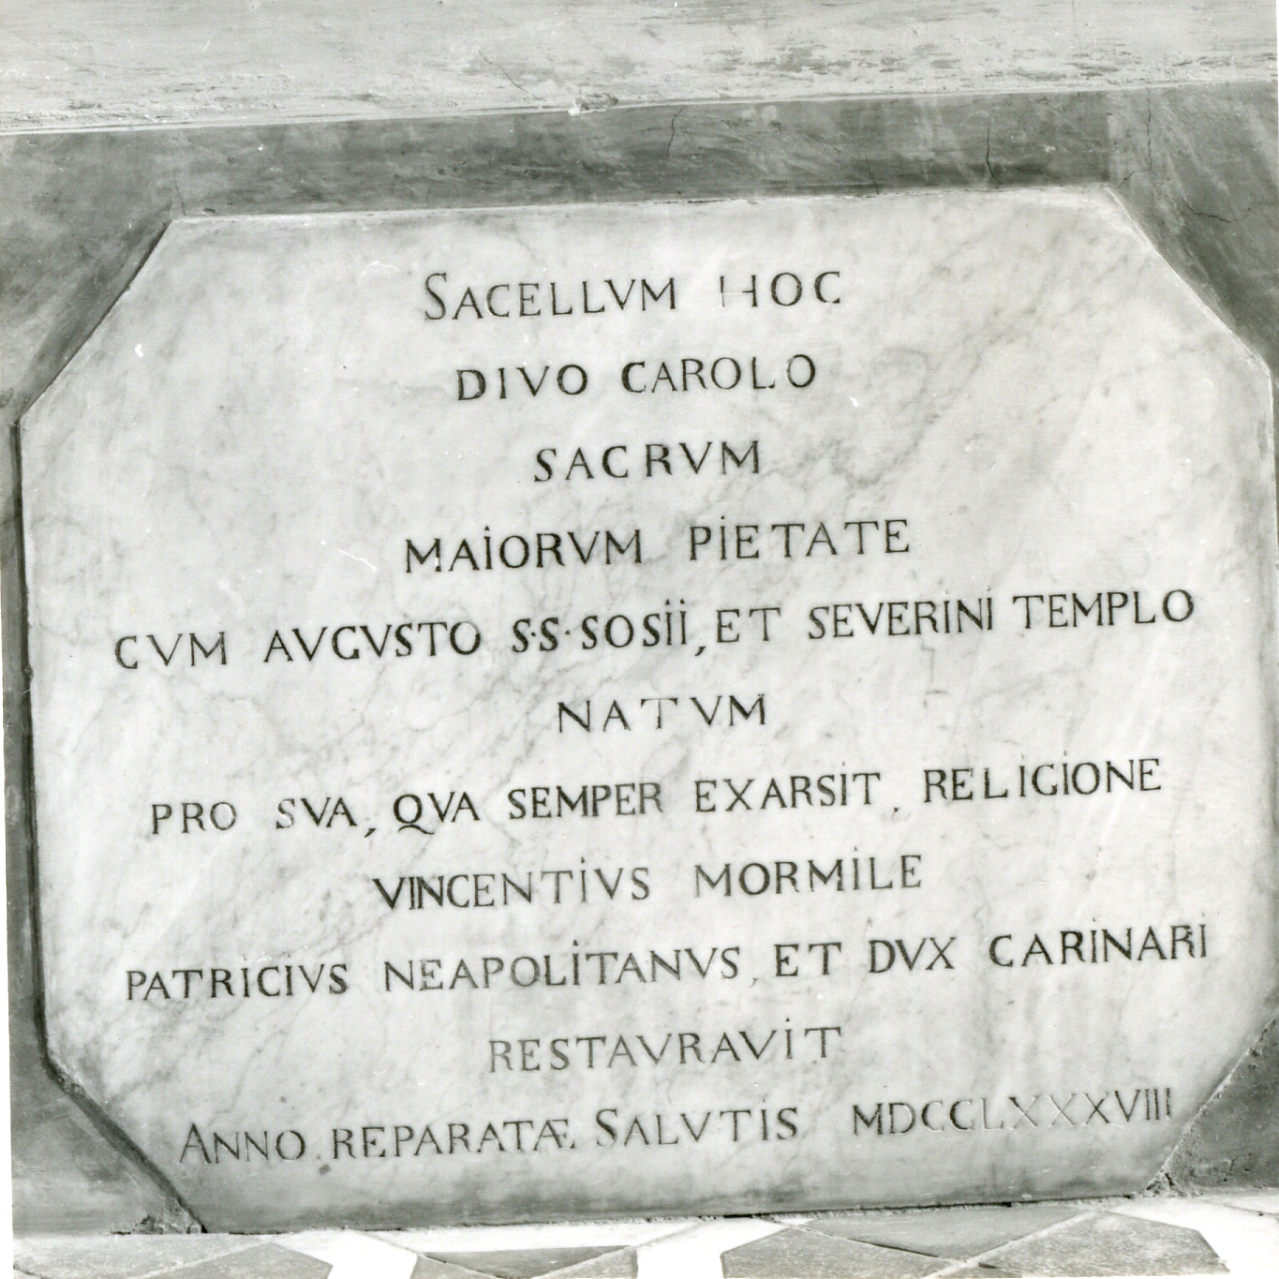 SACELLVM HOC
DIVO CAROLO
SACRVM
MAIORVM PIETATE
CVM AVGVSTO S·S·SOSII, ET SEVERINI TEMPLO
NATVM
PRO SVA, QVA SEMPER EXARSIT, RELIGIONE
VINCENTIVS MORMILE
PATRICIVS NEAPOLITANVS, ET DVX CARINARI
RESTAVRAVIT
ANNO REPARATÆ SALVTIS MDCCLXXXVIII